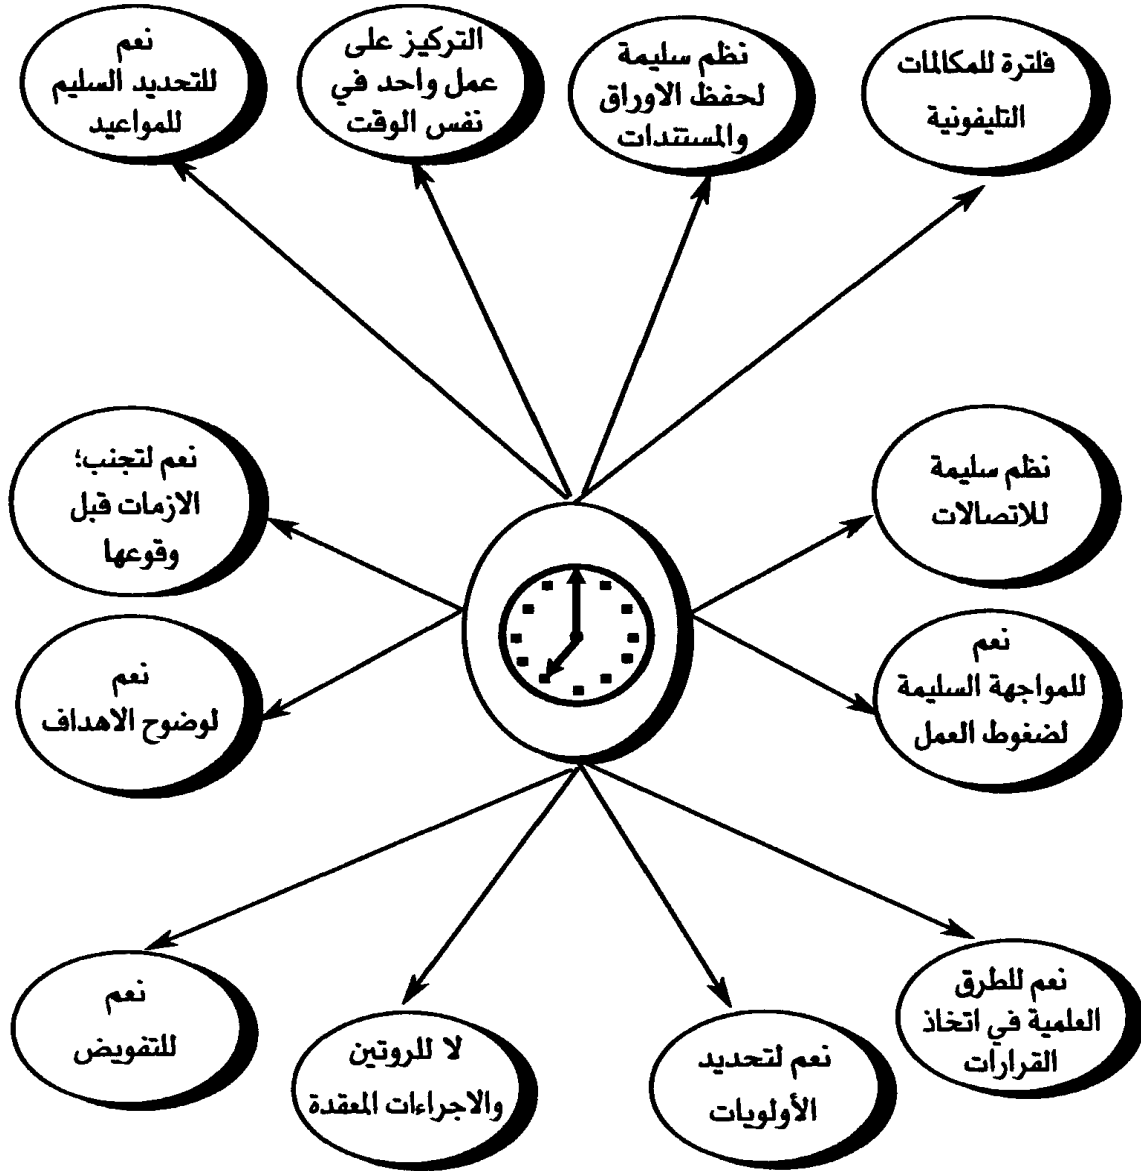 فلترة للمكالمات
التليفونية
نظم سليمة
لحفظ الاوراق
والمستندات
التركيز على
عمل واحد في
نفس الوقت
نعم
للتحديد السليم
للمواعيد
نظم سليمة
للاتصالات
نعم لتجنب؛
الازمات قبل
وقوعها
نعم
للمواجهة السليمة
لضغوط العمل
نعم
لوضوح الاهداف
نعم للطرق
العلمية في اتخاذ
القرارات
نعم لتحديد
الأولويات
لا للروتين
والاجراءات المعقدة
نعم
للتفويض